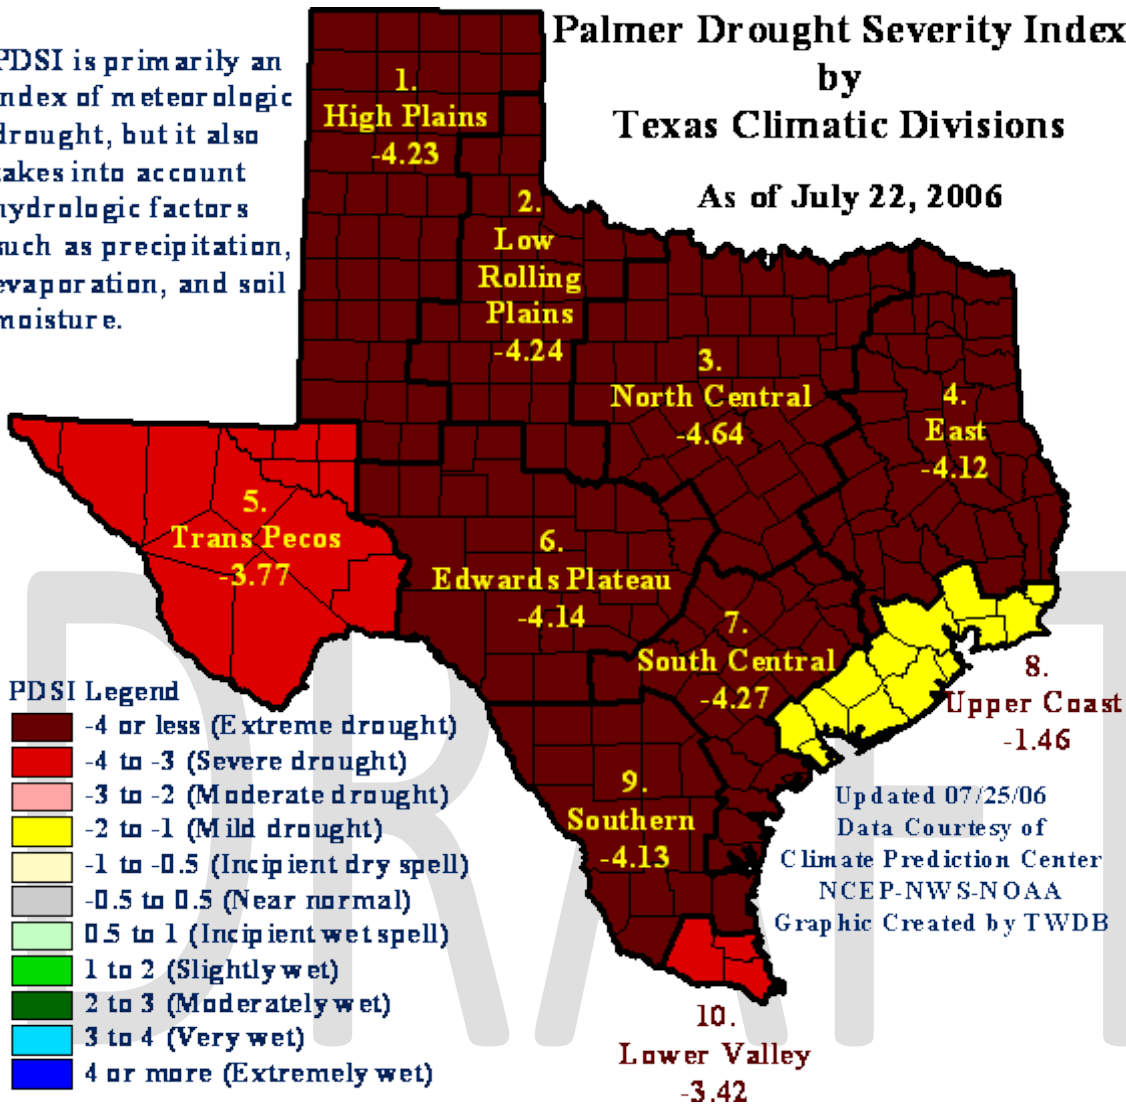 Palmer Drought Severity Index
by
Texas Climatic Divisions
As of July 22, 2006
PDSI is primarily an
index of meteorologic
drought, but it also
takes into account
hydrologic factors
such as precipitation,
evaporation, and soil
moisture.
1.
High Plains
-4.23
2.
Low
Rolling
Plains
-4.24
3.
North Central
-4.64
4.
East
-4.12
5.
Trans Pecos
-3.77
6.
Edwards Plateau
-4.14
7.
South Central
-4.27
8.
Upper Coast
-1.46
9.
Southern
-4.13
10.
Lower Valley
-3.42
PDSI Legend
-4 or less (Extreme drought)
-4 to -3 (Severe drought)
-3 to -2 (Moderate drought)
-2 to -1 (Mild drought)
-1 to -0.5 (Incipient dry spell)
-0.5 to 0.5 (Near normal)
0.5 to 1 (Incipient wet spell)
1 to 2 (Slightly wet)
2 to 3 (Moderately wet)
3 to 4 (Very wet)
4 or more (Extremely wet)
Updated 07/25/06
Data Courtesy of
Climate Prediction Center
NCEP-NWS-NOAA
Graphic Created by TWDB
DRAFT